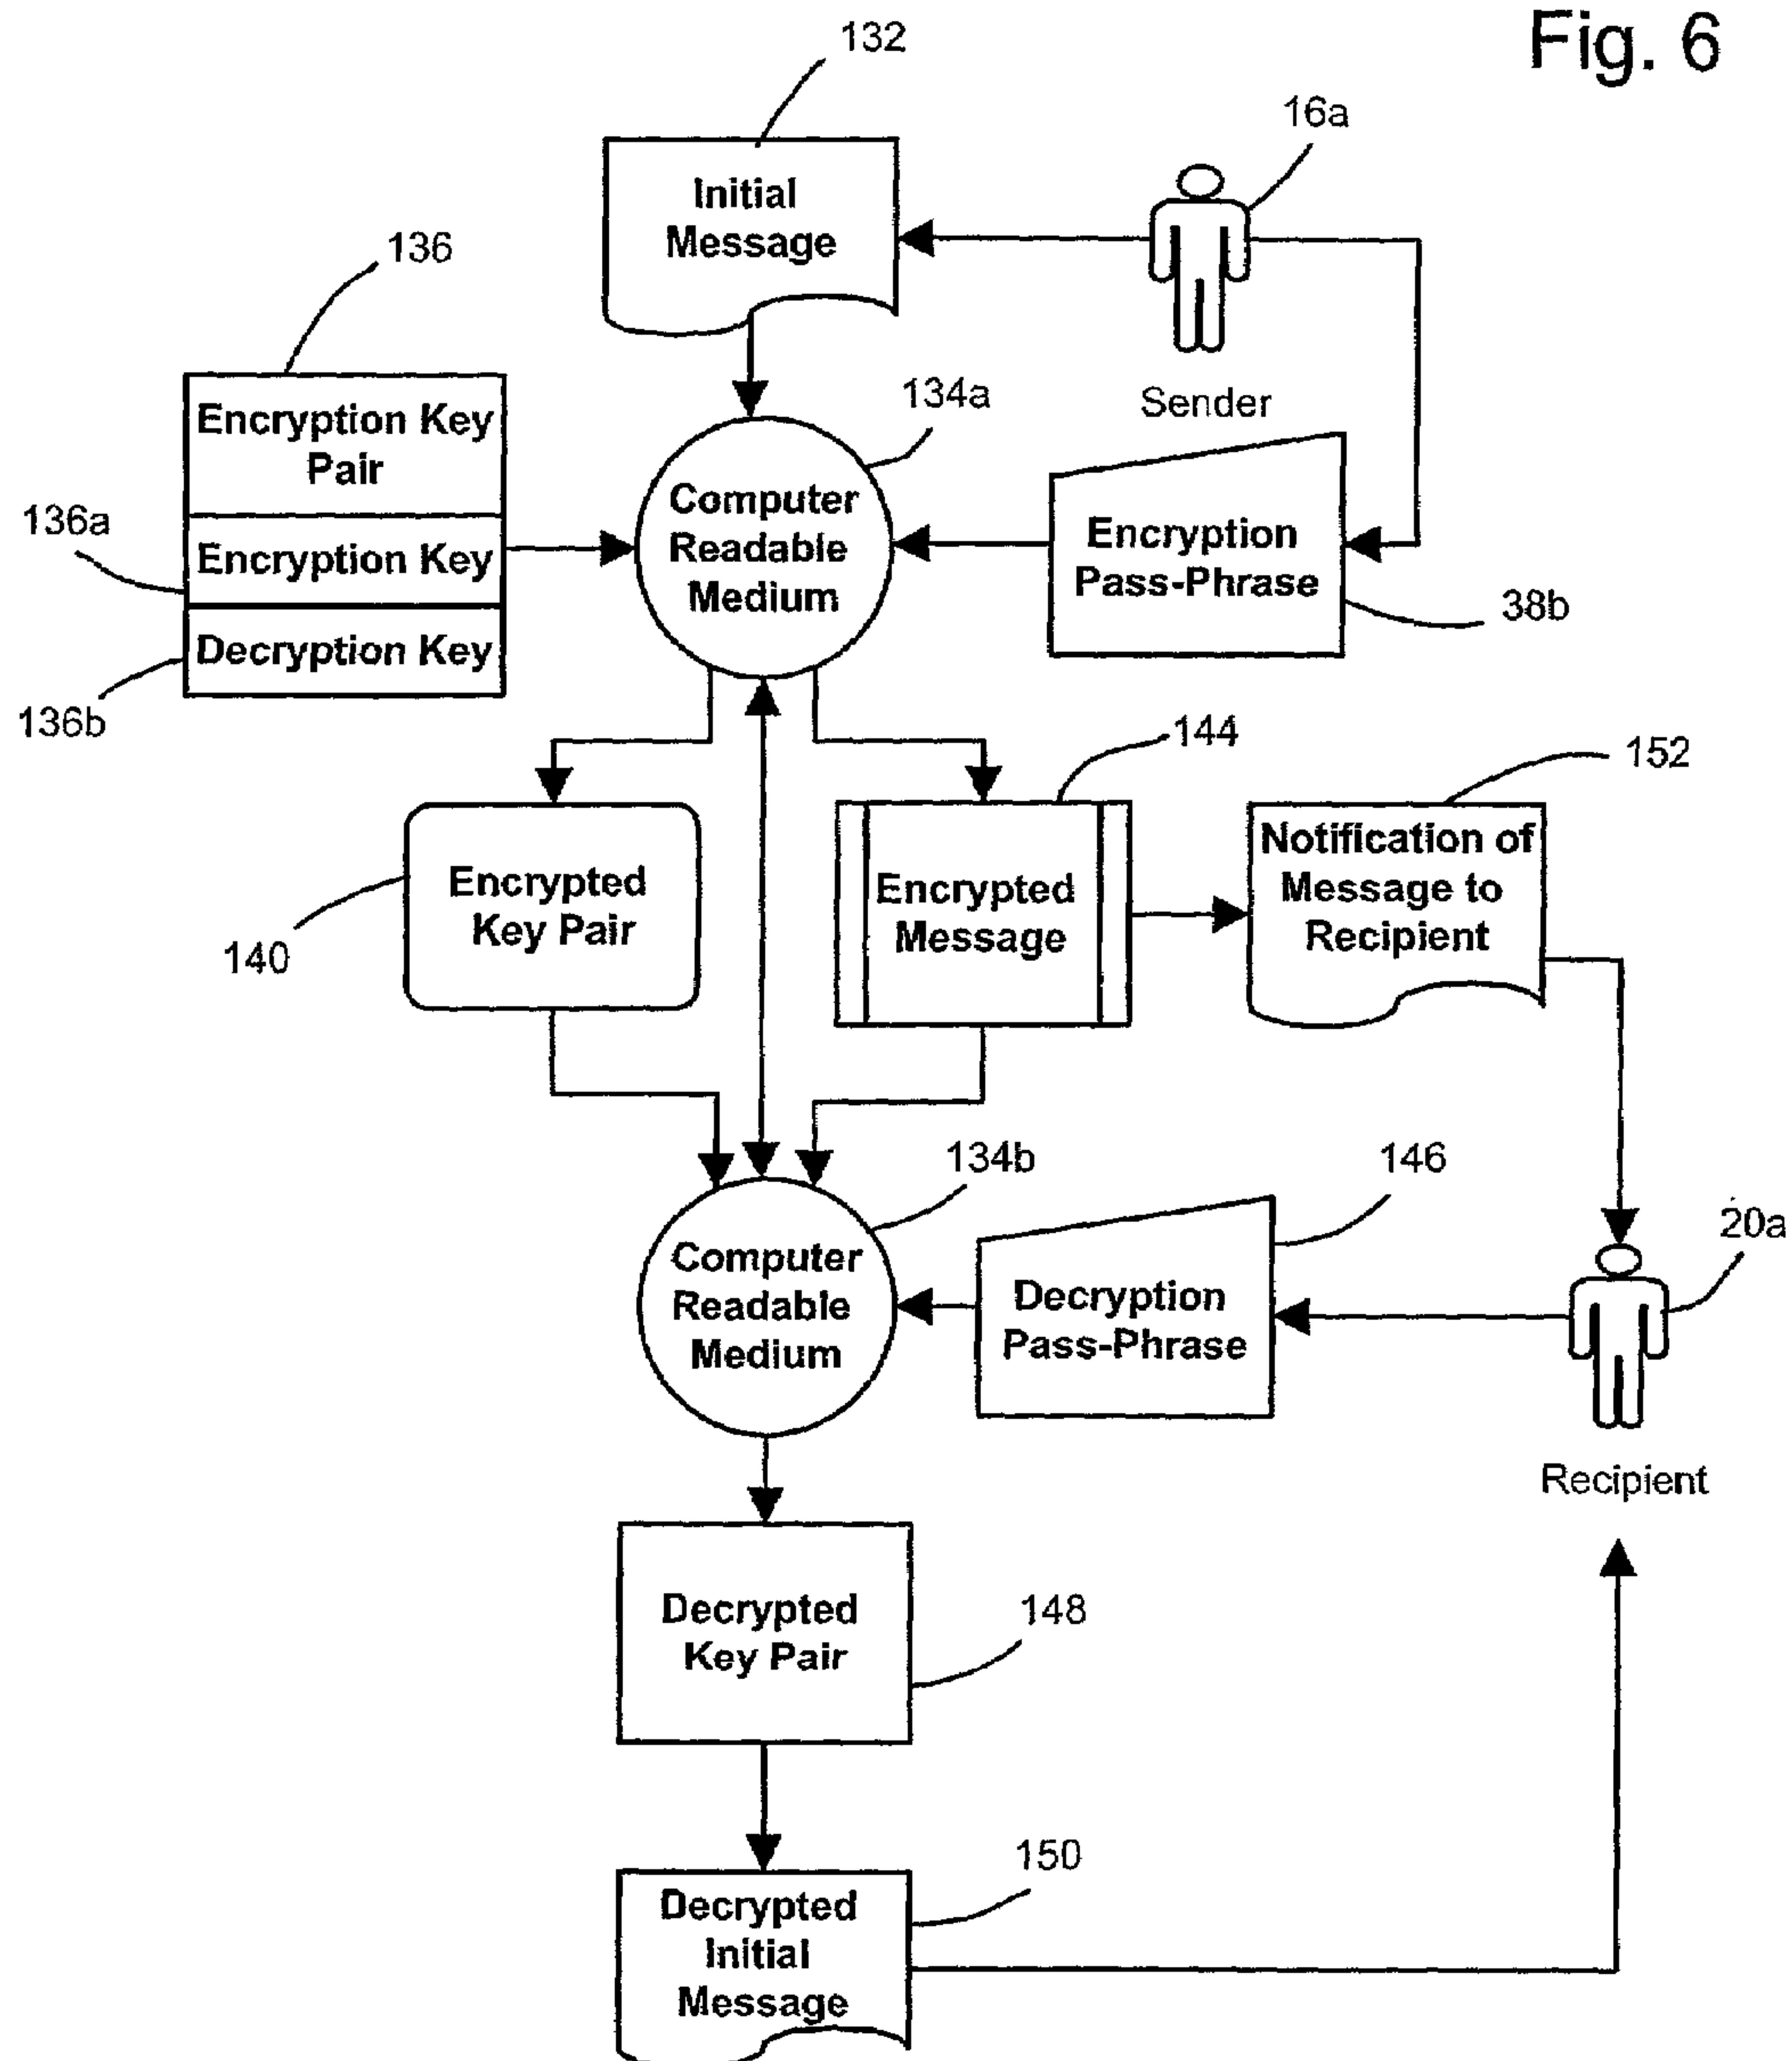 Fig. 6
132
16a
Initial
Message
136
Sender
134a
Encryption Key
Pair
136a
Encryption Key
Decryption Key
136b
Computer
Readable
Medium
Encryption
Pass-Phrase
38b
144
152
Encrypted
Key Pair
140
Encrypted
Message
Notification of
Message to
Recipient
134b
146
20a
Computer
Readable
Medium
Decryption
Pass-Phrase
Recipient
Decrypted
Key Pair
148
150
Decrypted
Initial
Message